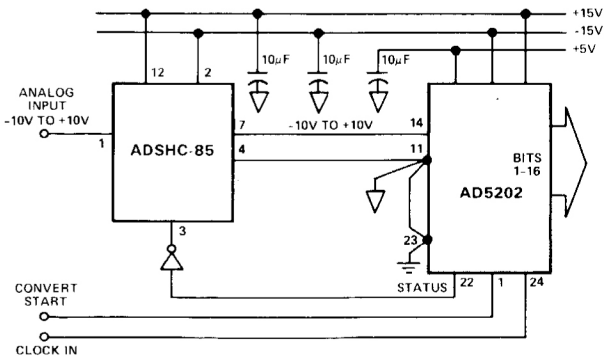 +15V
-15V
+5V
10µF
10µF
10µF
12
2
ANALOG
INPUT
-10V TO +10V
1
ADSHC-85
7
-10V TO +10V
14
4
11
BITS
1-16
AD5202
3
23
STATUS
22
1
24
CONVERT
START
CLOCK IN